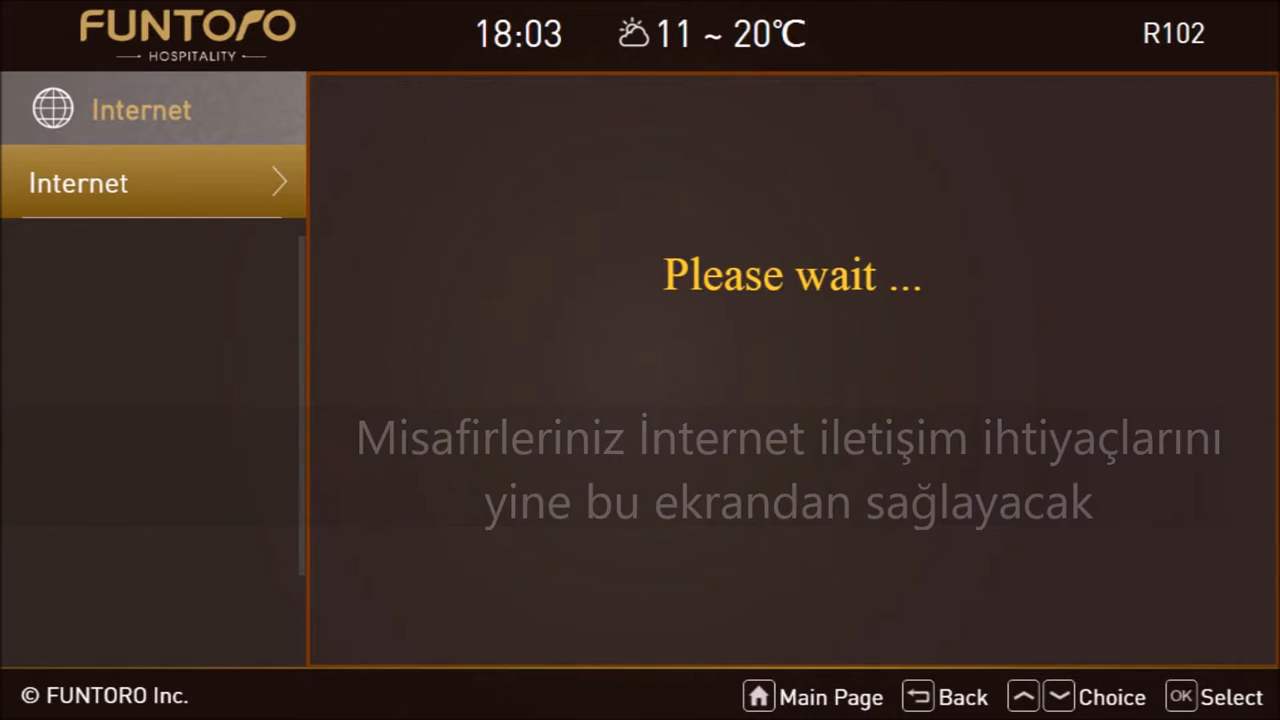 FUNTORO
HOSPITALITY
18:03
11 ~ 20℃
R102
Internet
Internet
Please wait ...
Misafirleriniz İnternet iletişim ihtiyaçlarını
yine bu ekrandan sağlayacak
© FUNTORO Inc.
Main Page
Back
Choice
OK Select